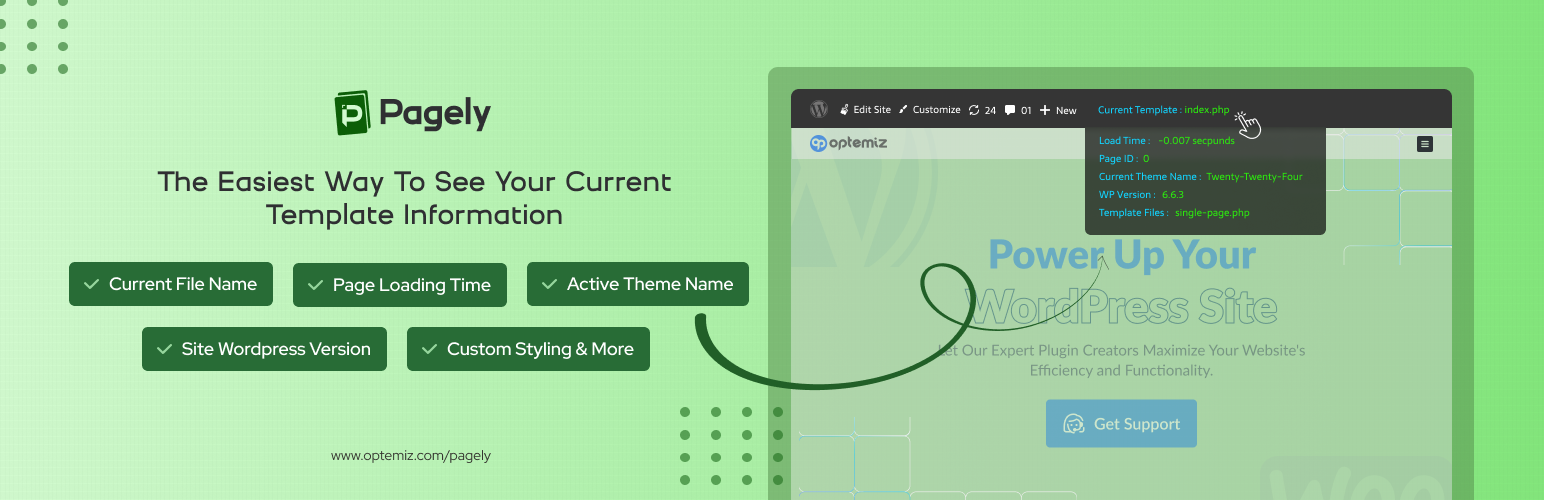 Pagely
The Easiest Way To See Your Current
Template Information
Current File Name
Page Loading Time
Active Theme Name
Site Wordpress Version
Custom Styling & More
www.optemiz.com/pagely
Edit Site Customize 24 01 New Current Template : index.php
optemiz
Load Time : -0.007 secpunds
Page ID : 0
Current Theme Name : Twenty-Twenty-Four
WP Version : 6.6.3
Template Files : single-page.php
Power Up Your
WordPress Site
Let Our Expert Plugin Creators Maximize Your Website's
Efficiency and Functionality.
Get Support
Woo